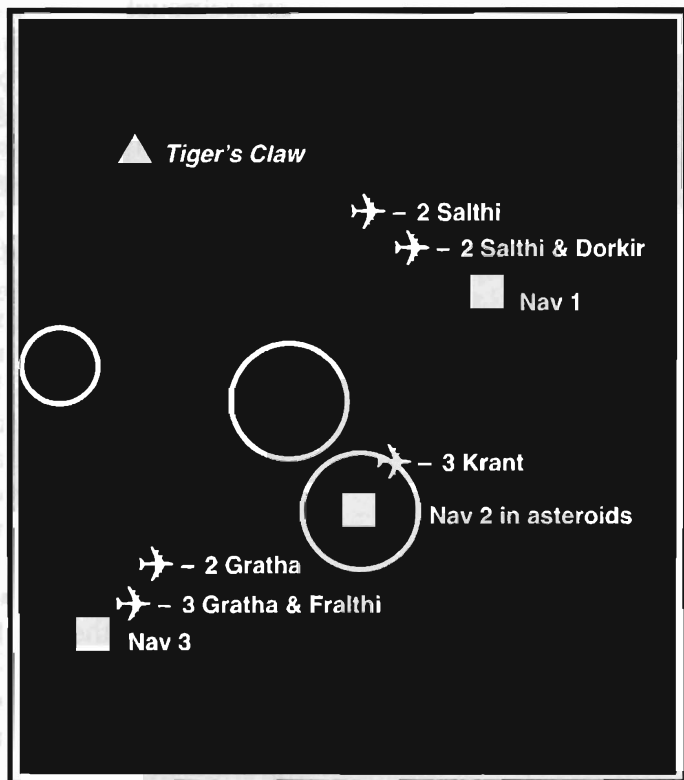 Tiger's Claw
– 2 Salthi
– 2 Salthi & Dorkir
Nav 1
– 3 Krant
Nav 2 in asteroids
– 2 Gratha
– 3 Gratha & Fralthi
Nav 3